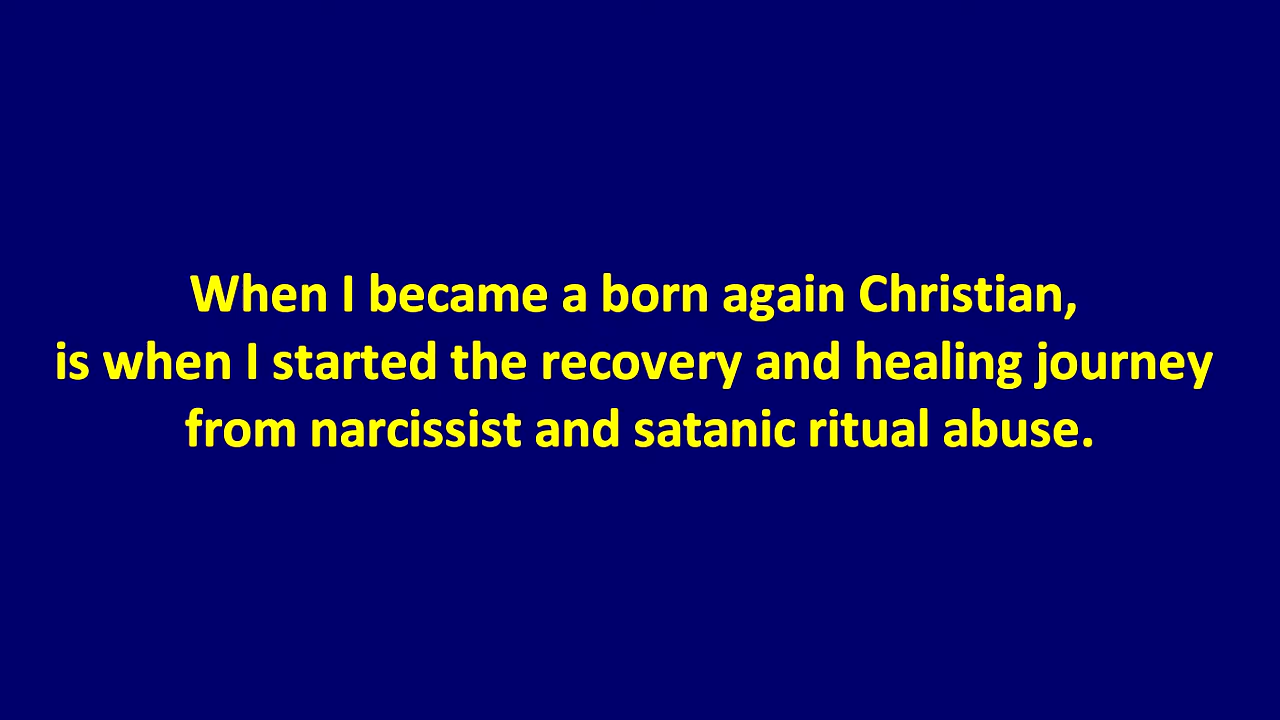 When I became a born again Christian,
is when I started the recovery and healing journey
from narcissist and satanic ritual abuse.